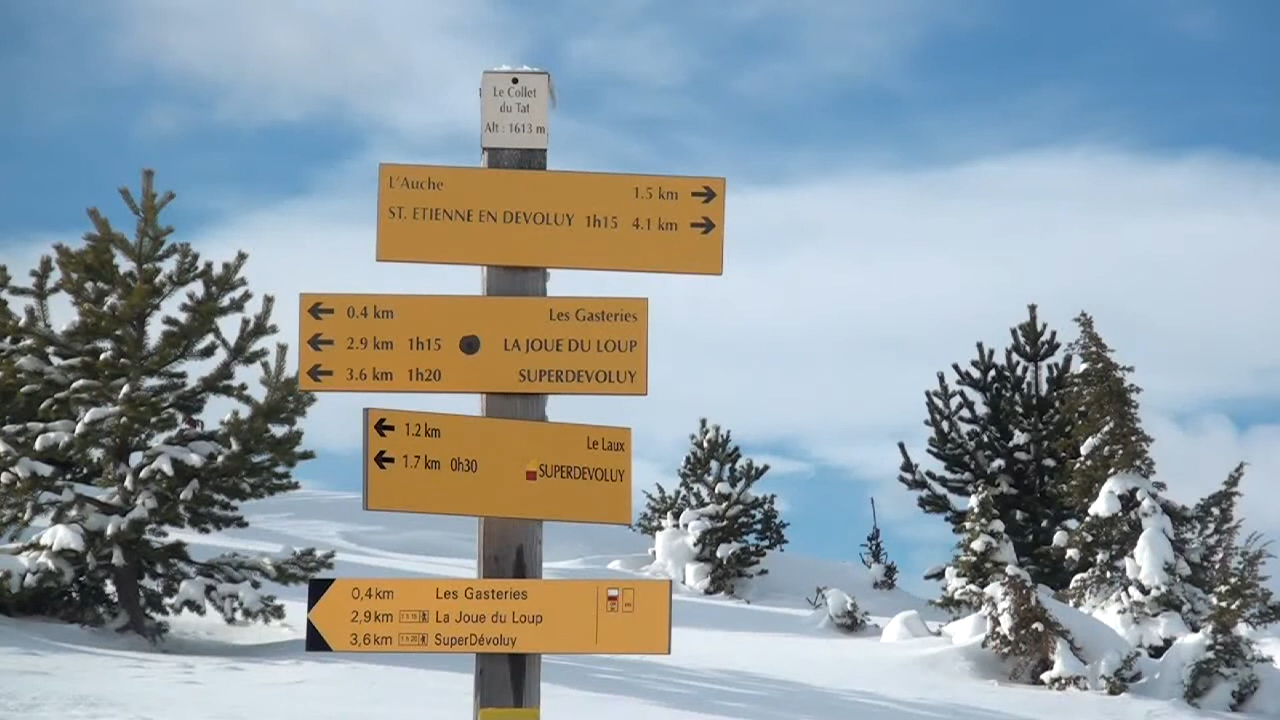 Le Collet
du Tat
Alt : 1613 m
L'Auche 1.5 km →
ST. ETIENNE EN DEVOLUY 1h15 4.1 km →
← 0.4 km Les Gasteries
← 2.9 km 1h15 LA JOUE DU LOUP
← 3.6 km 1h20 SUPERDEVOLUY
← 1.2 km Le Laux
← 1.7 km 0h30 SUPERDEVOLUY
0,4km Les Gasteries
2,9km 1h15 La Joue du Loup
3,6km 1h20 SuperDévoluy